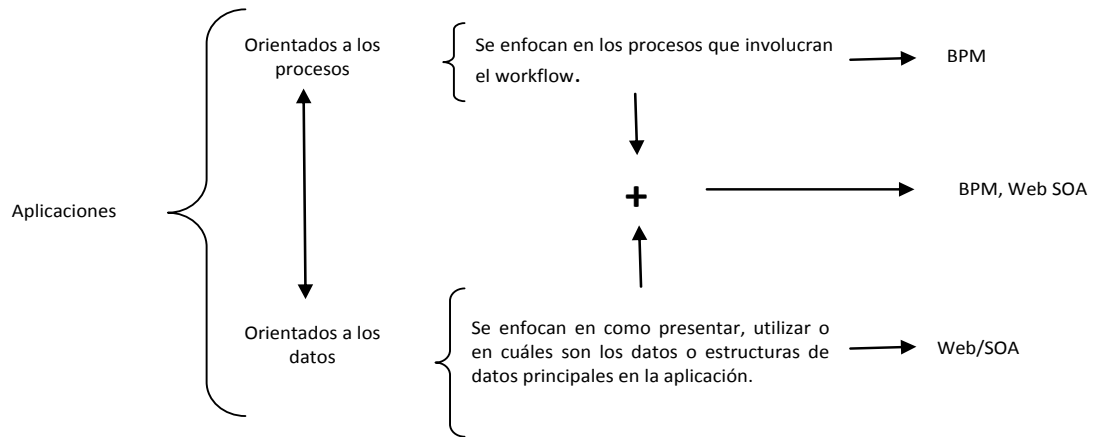 Orientados a los
procesos
Se enfocan en los procesos que involucran
el workflow.
BPM
Aplicaciones
+
BPM, Web SOA
Orientados a los
datos
Se enfocan en como presentar, utilizar o
en cuáles son los datos o estructuras de
datos principales en la aplicación.
Web/SOA